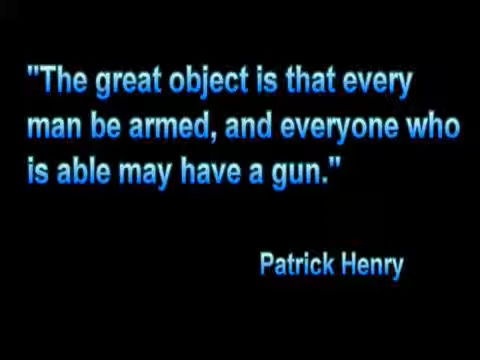 "The great object is that every
man be armed, and everyone who
is able may have a gun."
Patrick Henry